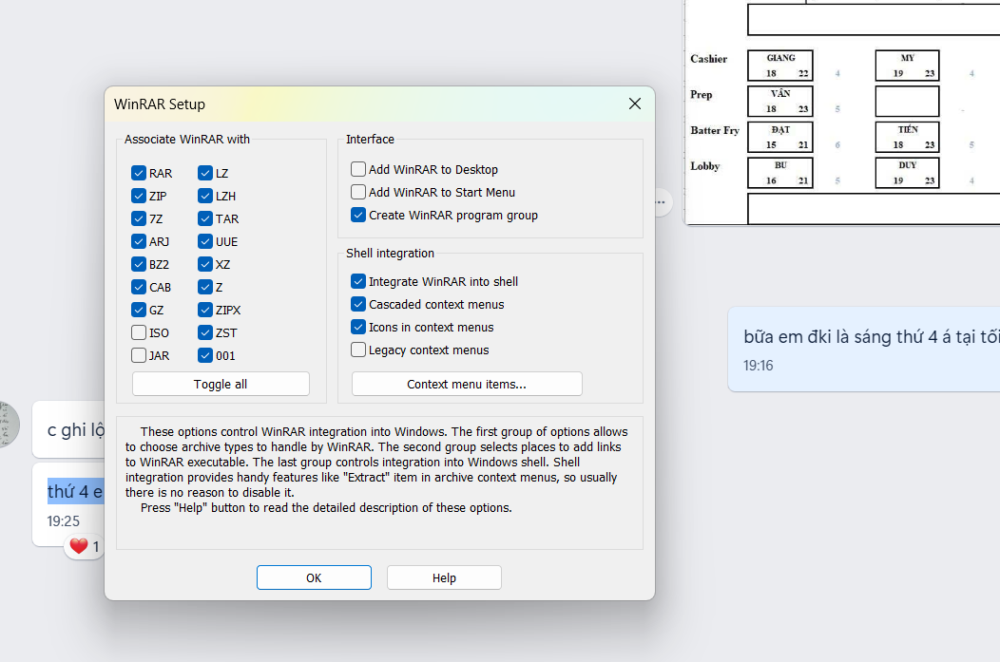 WinRAR Setup
Associate WinRAR with
RAR
ZIP
7Z
ARJ
BZ2
CAB
GZ
ISO
JAR
LZ
LZH
TAR
UUE
XZ
Z
ZIPX
ZST
001
Toggle all
Interface
Add WinRAR to Desktop
Add WinRAR to Start Menu
Create WinRAR program group
Shell integration
Integrate WinRAR into shell
Cascaded context menus
Icons in context menus
Legacy context menus
Context menu items...
These options control WinRAR integration into Windows. The first group of options allows
to choose archive types to handle by WinRAR. The second group selects places to add links
to WinRAR executable. The last group controls integration into Windows shell. Shell
integration provides handy features like "Extract" item in archive context menus, so usually
there is no reason to disable it.
Press "Help" button to read the detailed description of these options.
OK
Help
Cashier
GIANG
18 22
4
MY
19 23
4
Prep
VÂN
18 23
5
Batter Fry
ĐẠT
15 21
6
TIẾN
18 23
5
Lobby
BU
16 21
5
DUY
19 23
4
bữa em đki là sáng thứ 4 á tại tối
19:16
c ghi lộ
thứ 4 e
19:25
1